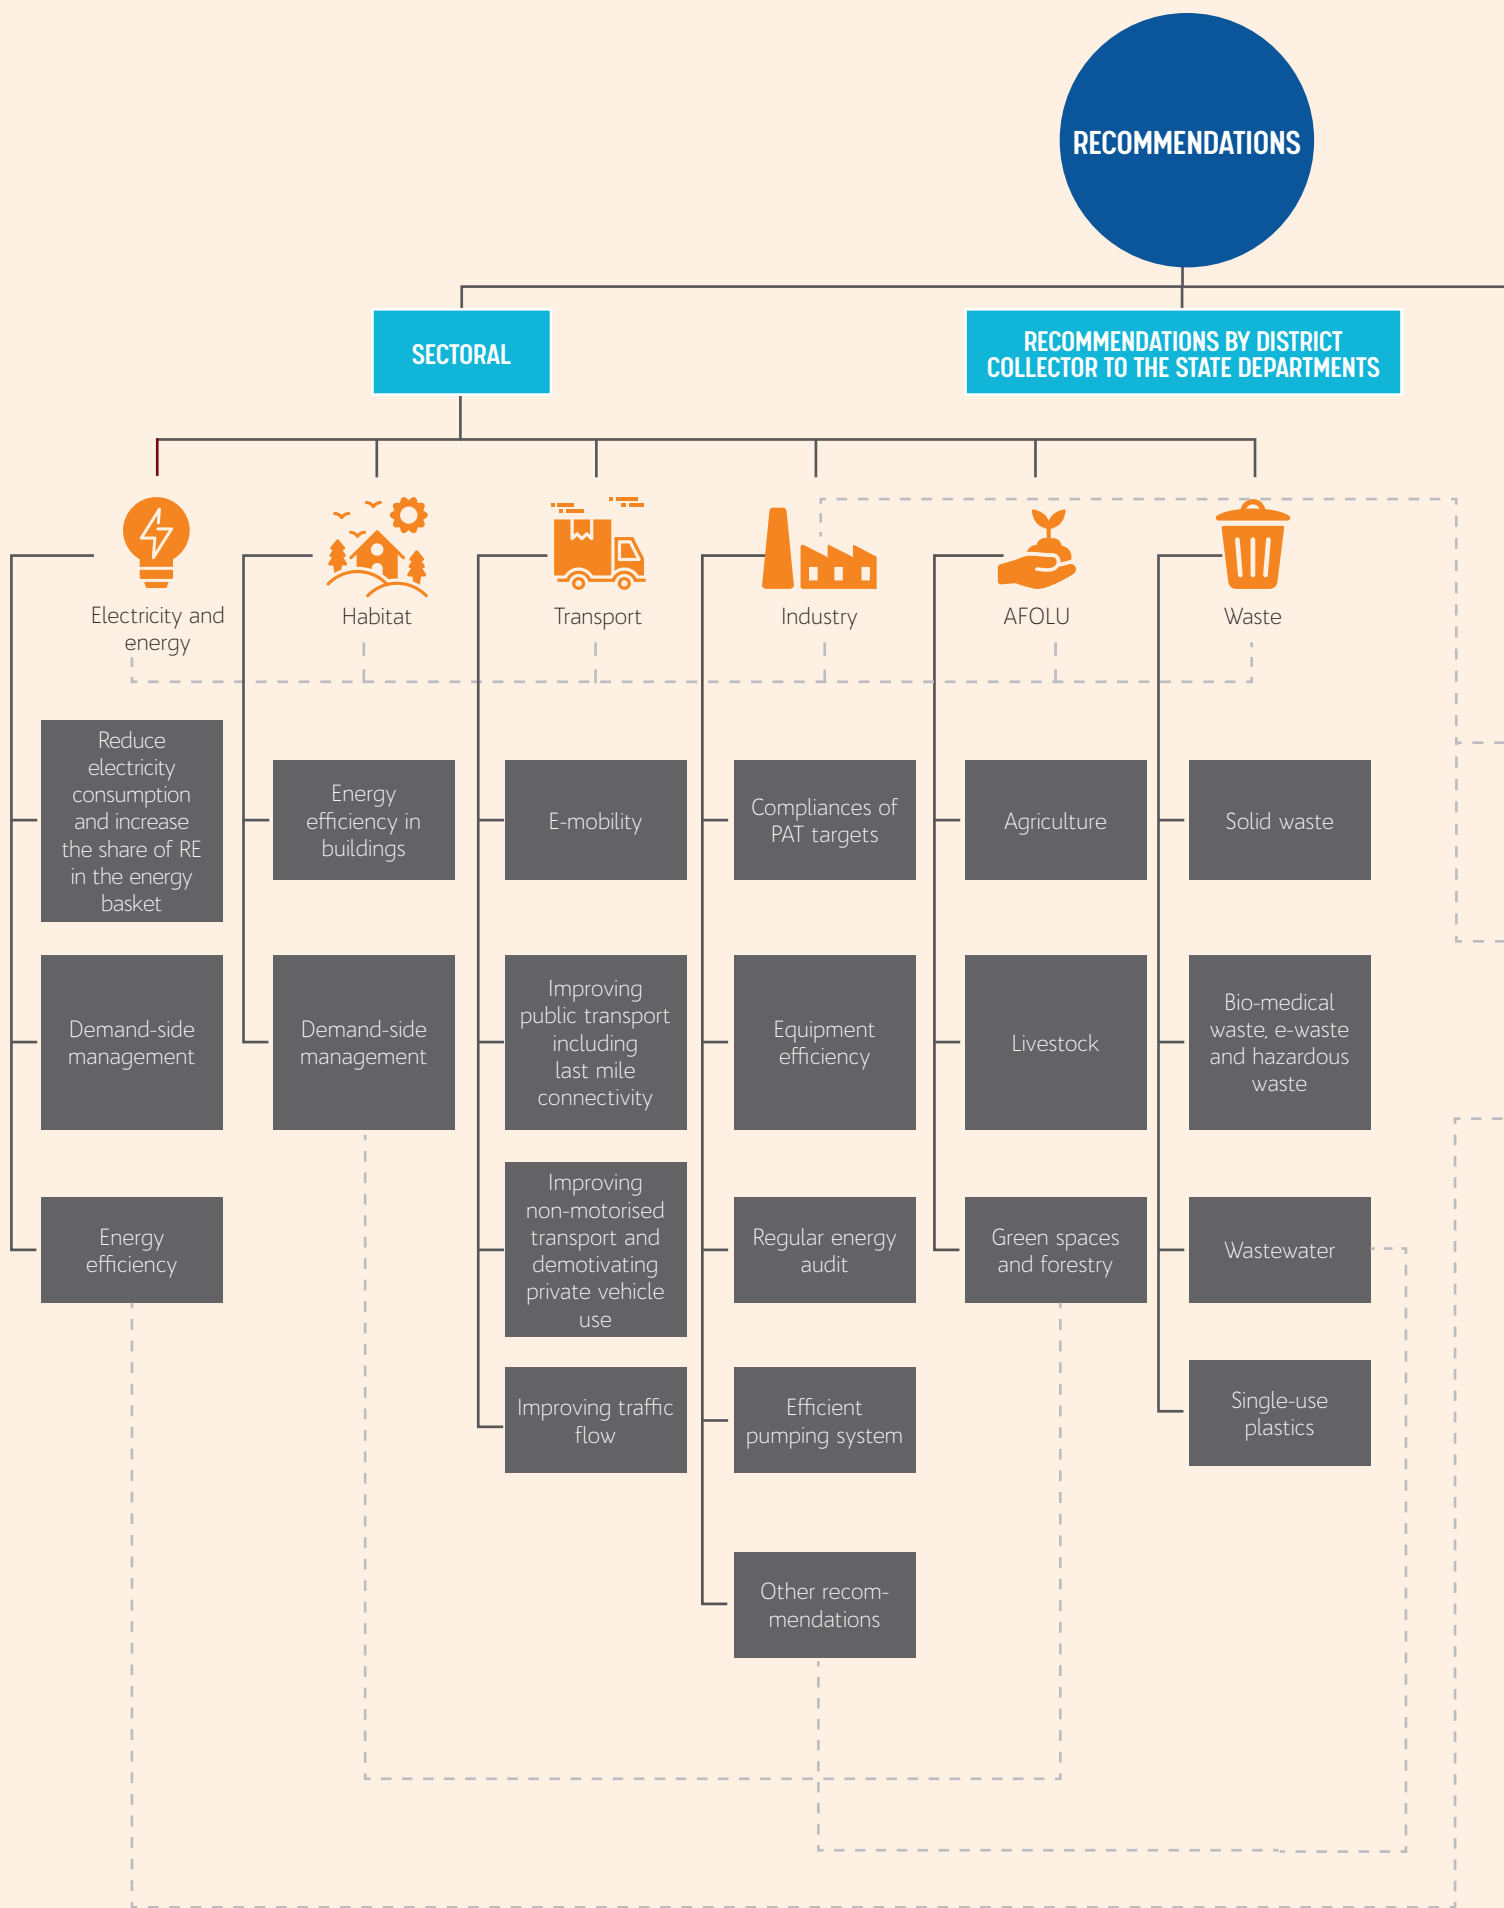 RECOMMENDATIONS
SECTORAL
RECOMMENDATIONS BY DISTRICT
COLLECTOR TO THE STATE DEPARTMENTS
Electricity and
energy
Habitat
Transport
Industry
AFOLU
Waste
Reduce
electricity
consumption
and increase
the share of RE
in the energy
basket
Demand-side
management
Energy
efficiency
Energy
efficiency in
buildings
Demand-side
management
E-mobility
Improving
public transport
including
last mile
connectivity
Improving
non-motorised
transport and
demotivating
private vehicle
use
Improving traffic
flow
Compliances of
PAT targets
Equipment
efficiency
Regular energy
audit
Efficient
pumping system
Other recom-
mendations
Agriculture
Livestock
Green spaces
and forestry
Solid waste
Bio-medical
waste, e-waste
and hazardous
waste
Wastewater
Single-use
plastics